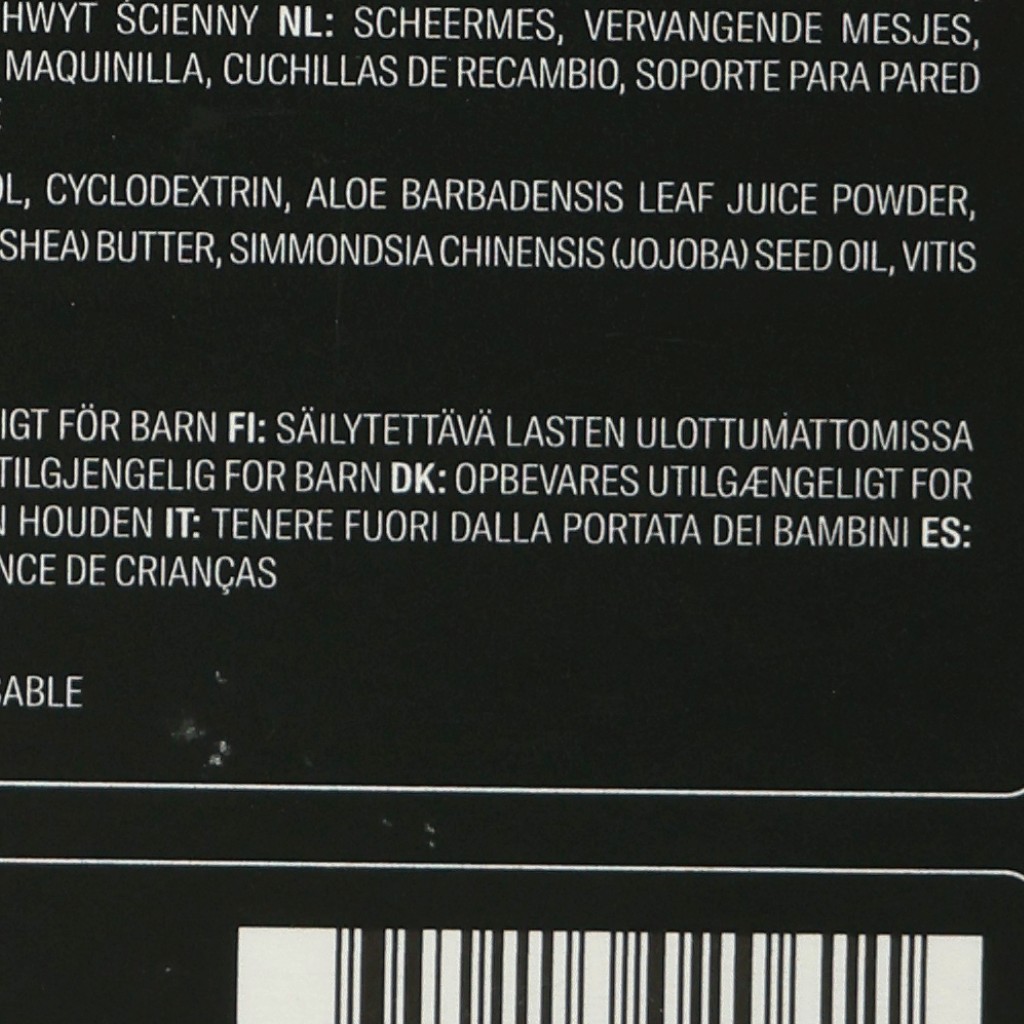 HWYT ŚCIENNY NL: SCHEERMES, VERVANGENDE MESJES,
MAQUINILLA, CUCHILLAS DE RECAMBIO, SOPORTE PARA PARED
OL, CYCLODEXTRIN, ALOE BARBADENSIS LEAF JUICE POWDER,
SHEA) BUTTER, SIMMONDSIA CHINENSIS (JOJOBA) SEED OIL, VITIS
IGT FÖR BARN FI: SÄILYTETTÄVÄ LASTEN ULOTTUMATTOMISSA
TILGJENGELIG FOR BARN DK: OPBEVARES UTILGÆNGELIGT FOR
N HOUDEN IT: TENERE FUORI DALLA PORTATA DEI BAMBINI ES:
NCE DE CRIANÇAS
CABLE